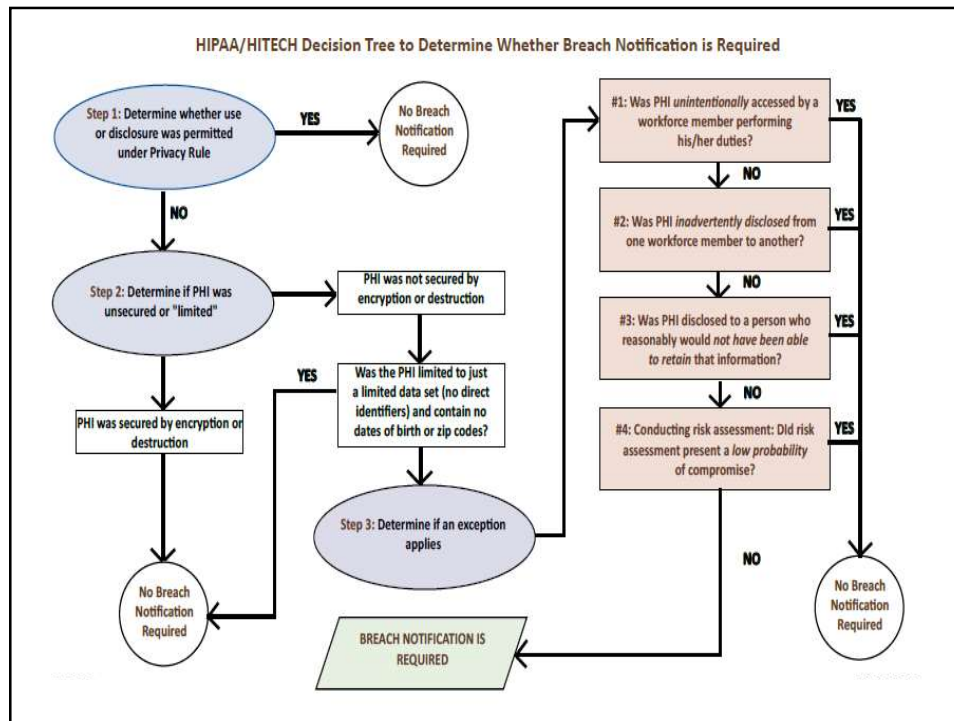 HIPAA/HITECH Decision Tree to Determine Whether Breach Notification is Required
Step 1: Determine whether
use or disclosure was permitted
under Privacy Rule
YES
No Breach
Notification
Required
NO
Step 2: Determine if PHI was
unsecured or "limited"
PHI was not secured by
encryption or destruction
YES
Was the PHI limited to just
a limited data set (no direct
identifiers) and contain no
dates of birth or zip codes?
PHI was secured by encryption or
destruction
Step 3: Determine if an exception
applies
No Breach
Notification
Required
#1: Was PHI unintentionally accessed by a
workforce member performing
his/her duties?
YES
NO
#2: Was PHI inadvertently disclosed from
one workforce member to another?
YES
NO
#3: Was PHI disclosed to a person who
reasonably would not have been able
to retain that information?
YES
NO
#4: Conducting risk assessment: DId risk
assessment present a low probability
of compromise?
YES
NO
No Breach
Notification
Required
BREACH NOTIFICATION IS
REQUIRED